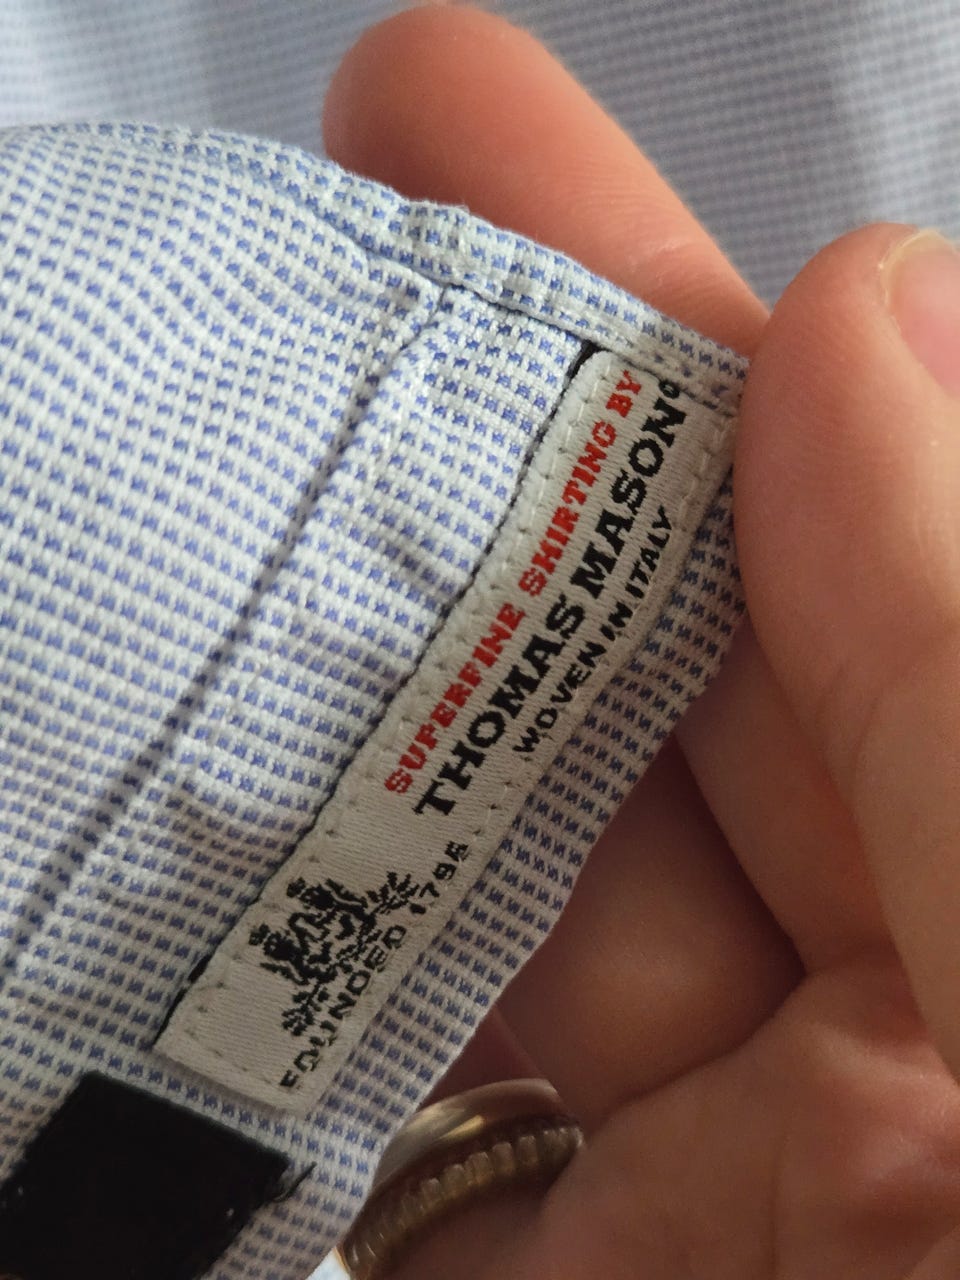 SUPERFINE SHIRTING BY
THOMAS MASON®
WOVEN IN ITALY
FOUNDED 1796